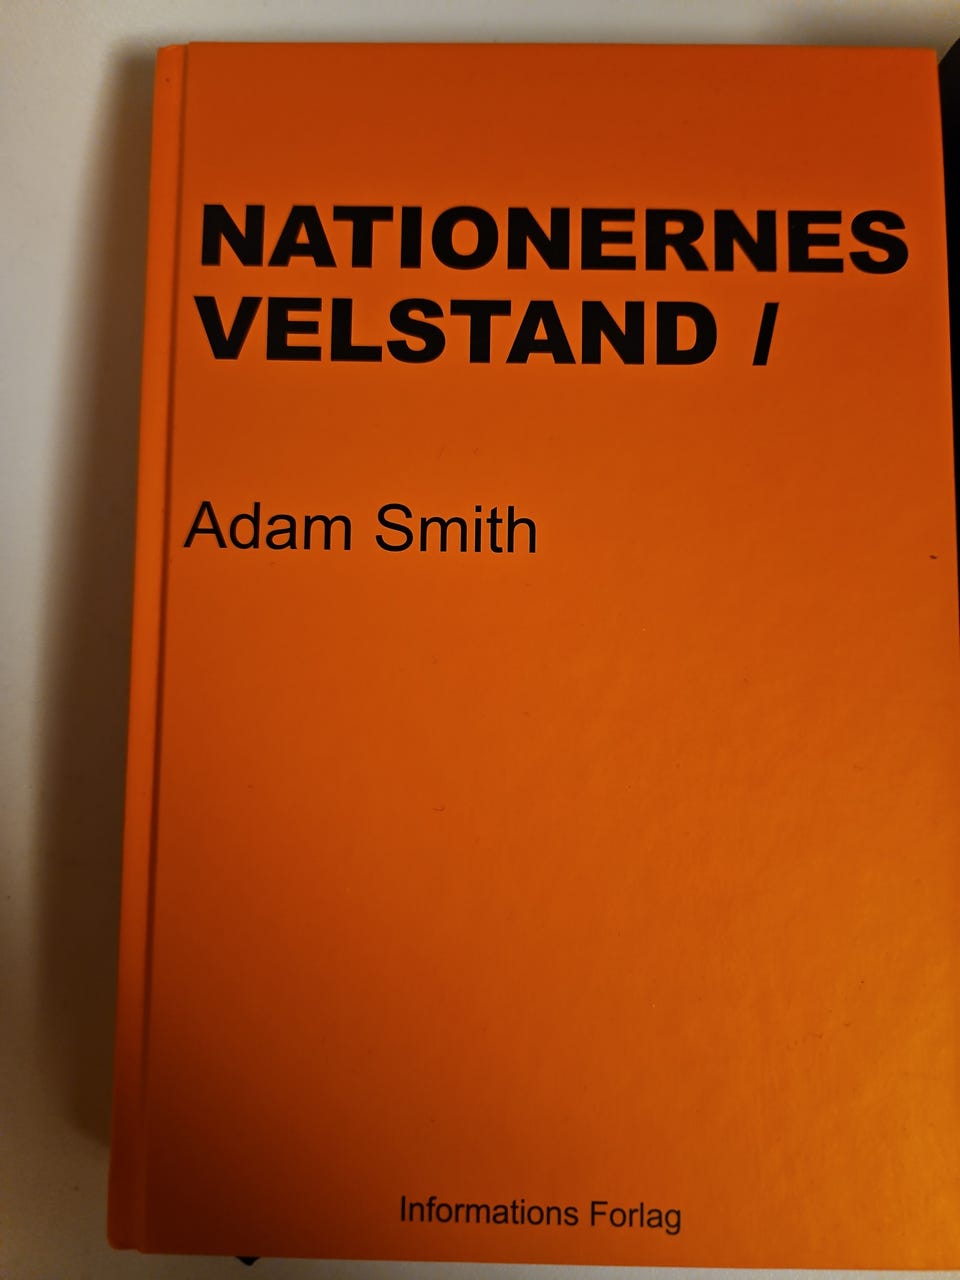 NATIONERNES
VELSTAND /
Adam Smith
Informations Forlag